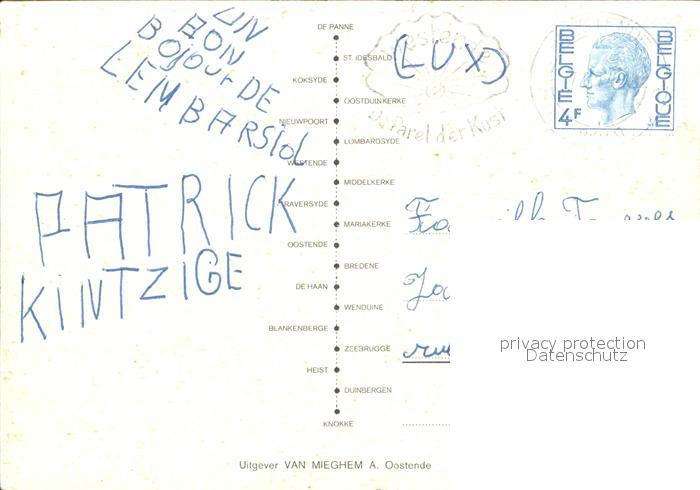 UN
BON
BOJOUR DE
LEMBARSID
PATRICK
KINTZIGE
DE PANNE
ST. IDESBALD
KOKSYDE
OOSTDUINKERKE
NIEUWPOORT
LOMBARDSYDE
WESTENDE
MIDDELKERKE
RAVERSYDE
MARIAKERKE
OOSTENDE
BREDENE
DE HAAN
WENDUINE
BLANKENBERGE
ZEEBRUGGE
HEIST
DUINBERGEN
KNOKKE
Uitgever VAN MIEGHEM A. Oostende
(LUX)
de Parel der Kust
BELGIE 4F
BELGIQUE
privacy protection
Datenschutz